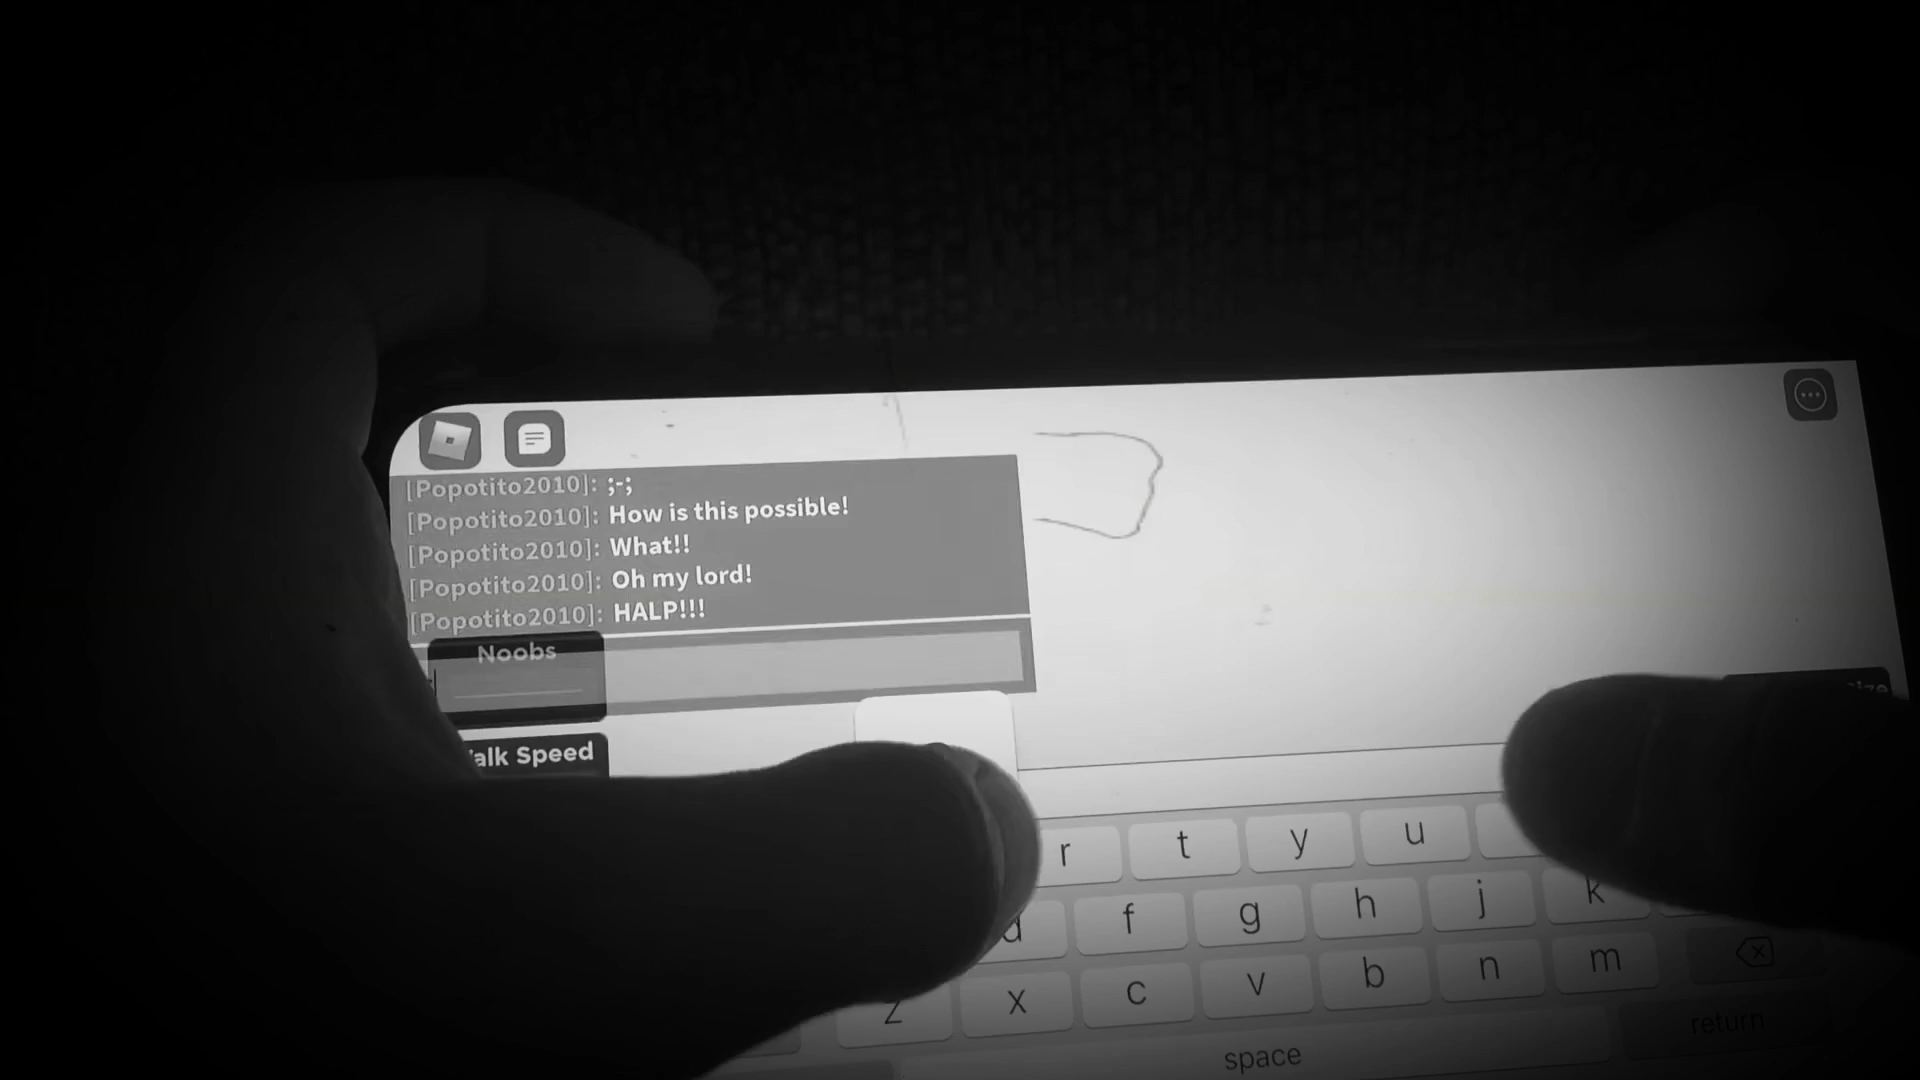 [Popotito2010]: ;-;
[Popotito2010]: How is this possible!
[Popotito2010]: What!!
[Popotito2010]: Oh my lord!
[Popotito2010]: HALP!!!
Noobs
alk Speed
ize
r t y u
d f g h j k
z x c v b n m
space return